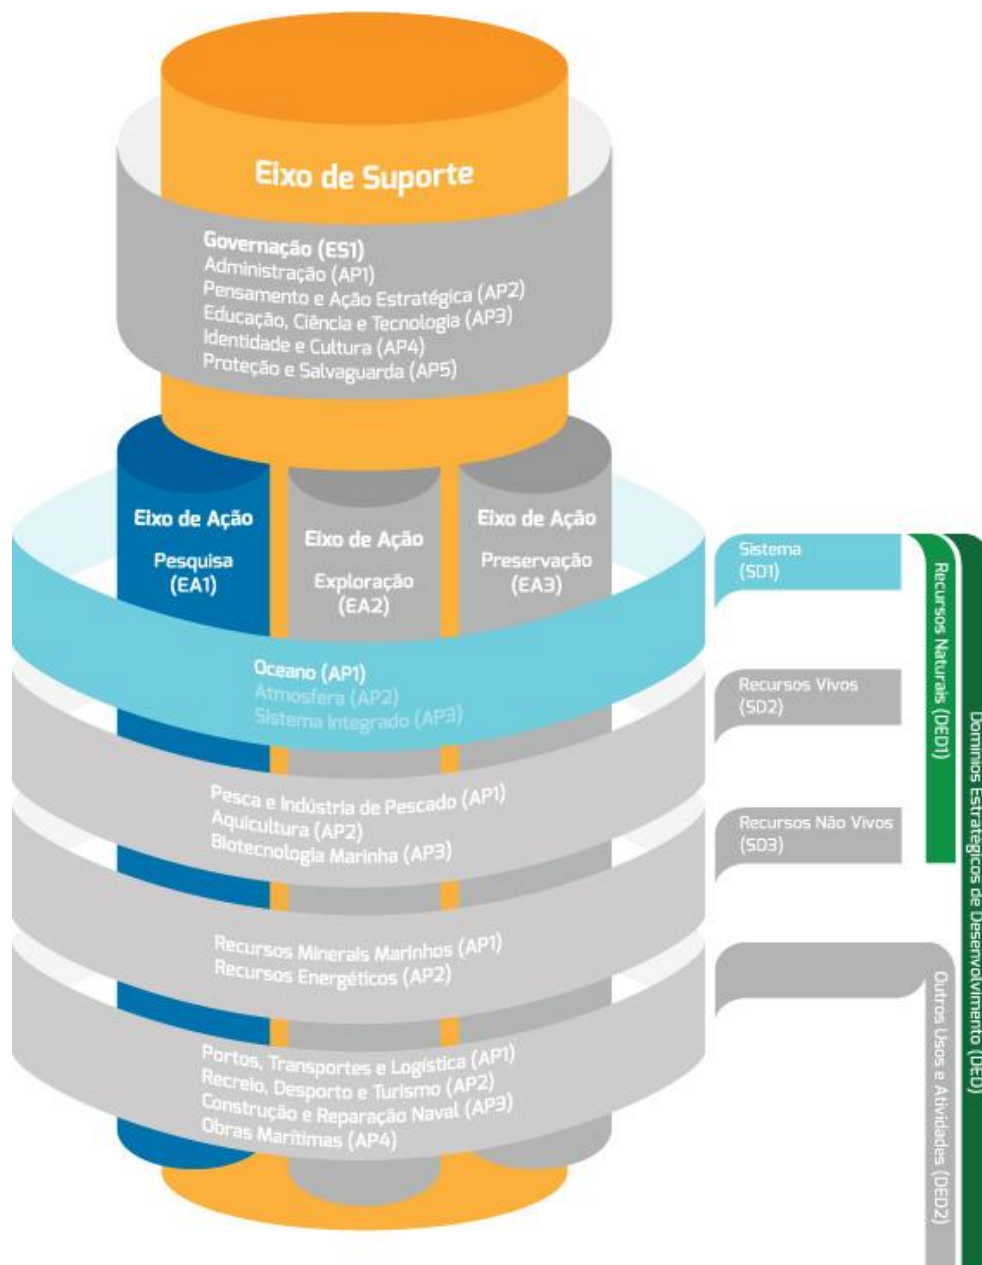 Eixo de Suporte
Governação (ES1)
Administração (AP1)
Pensamento e Ação Estratégica (AP2)
Educação, Ciência e Tecnologia (AP3)
Identidade e Cultura (AP4)
Proteção e Salvaguarda (AP5)
Eixo de Ação
Pesquisa
(EA1)
Eixo de Ação
Exploração
(EA2)
Eixo de Ação
Preservação
(EA3)
Oceano (AP1)
Atmosfera (AP2)
Sistema Integrado (AP3)
Sistema
(SD1)
Pesca e Indústria de Pescado (AP1)
Aquicultura (AP2)
Biotecnologia Marinha (AP3)
Recursos Vivos
(SD2)
Recursos Minerais Marinhos (AP1)
Recursos Energéticos (AP2)
Recursos Não Vivos
(SD3)
Portos, Transportes e Logística (AP1)
Recreio, Desporto e Turismo (AP2)
Construção e Reparação Naval (AP3)
Obras Marítimas (AP4)
Recursos Naturais (DED1)
Outros Usos e Atividades (DED2)
Domínios Estratégicos de Desenvolvimento (DED)